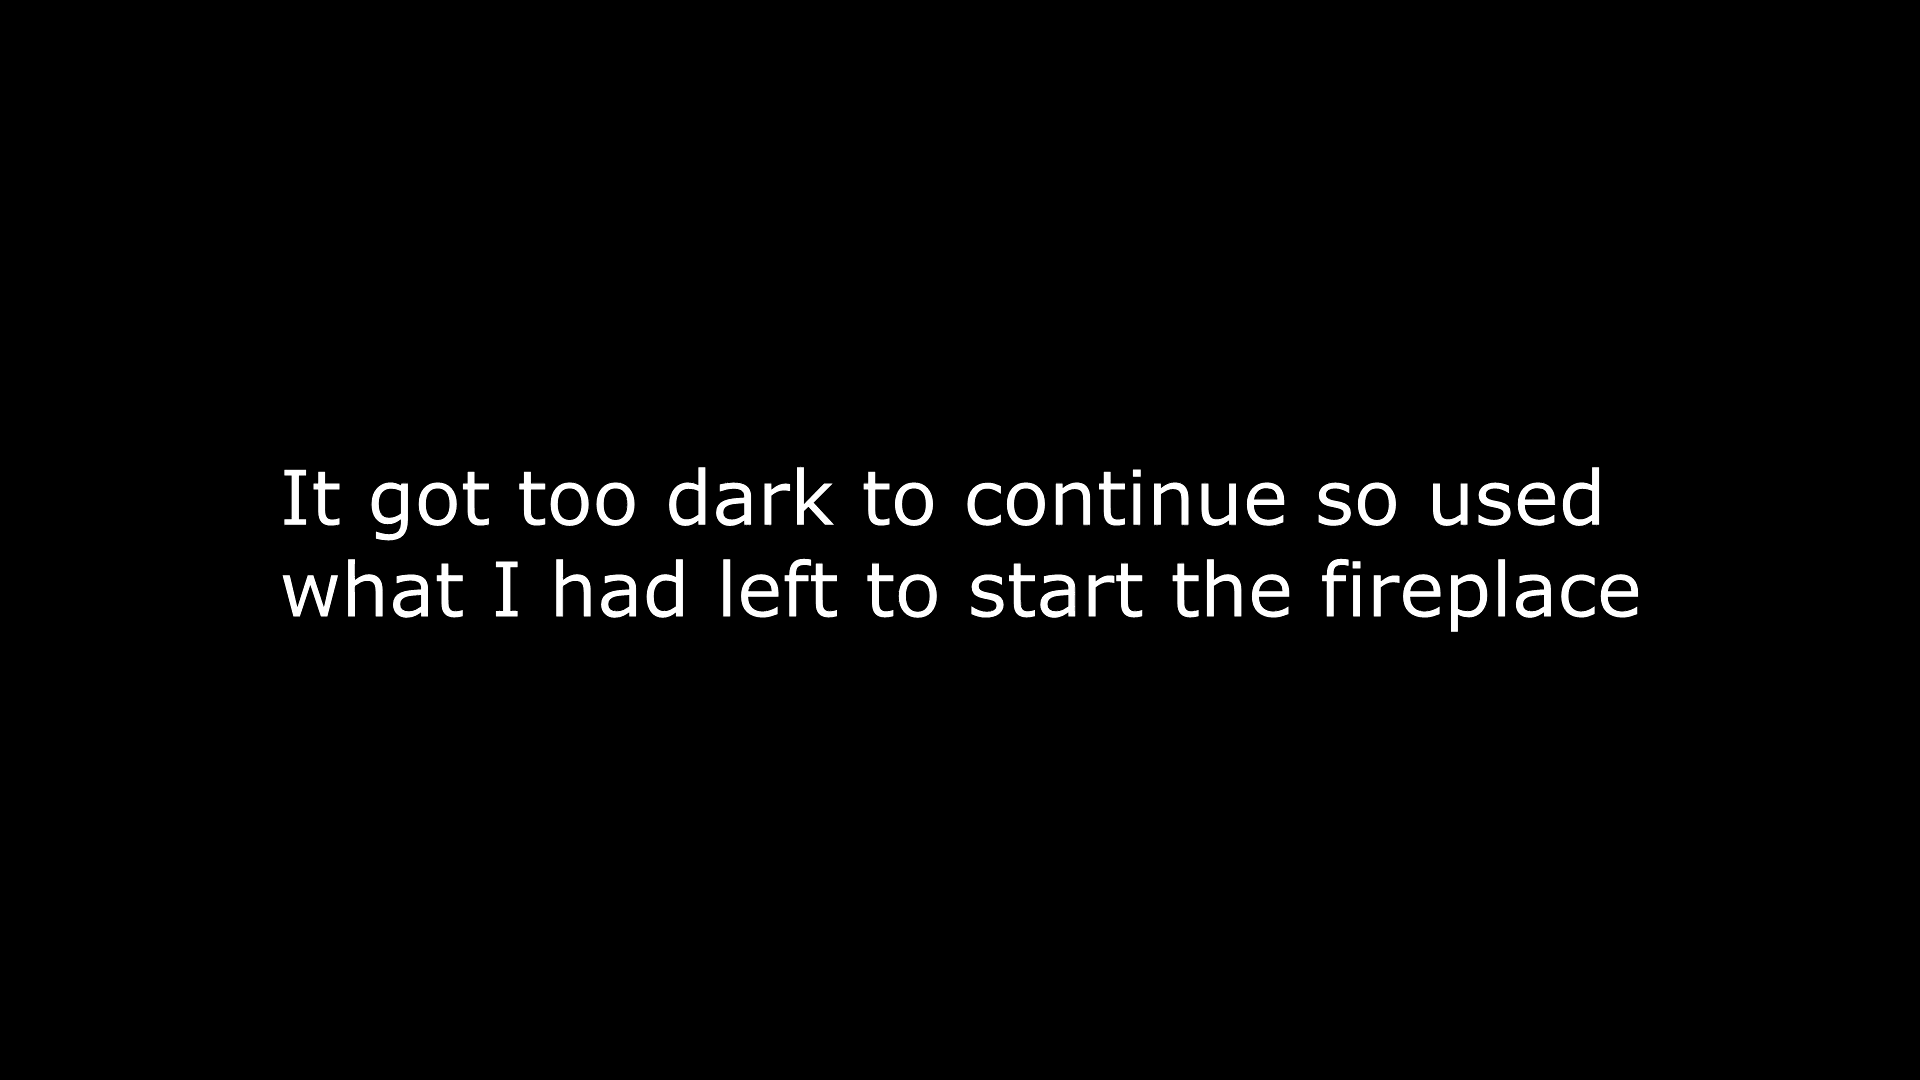 It got too dark to continue so used
what I had left to start the fireplace